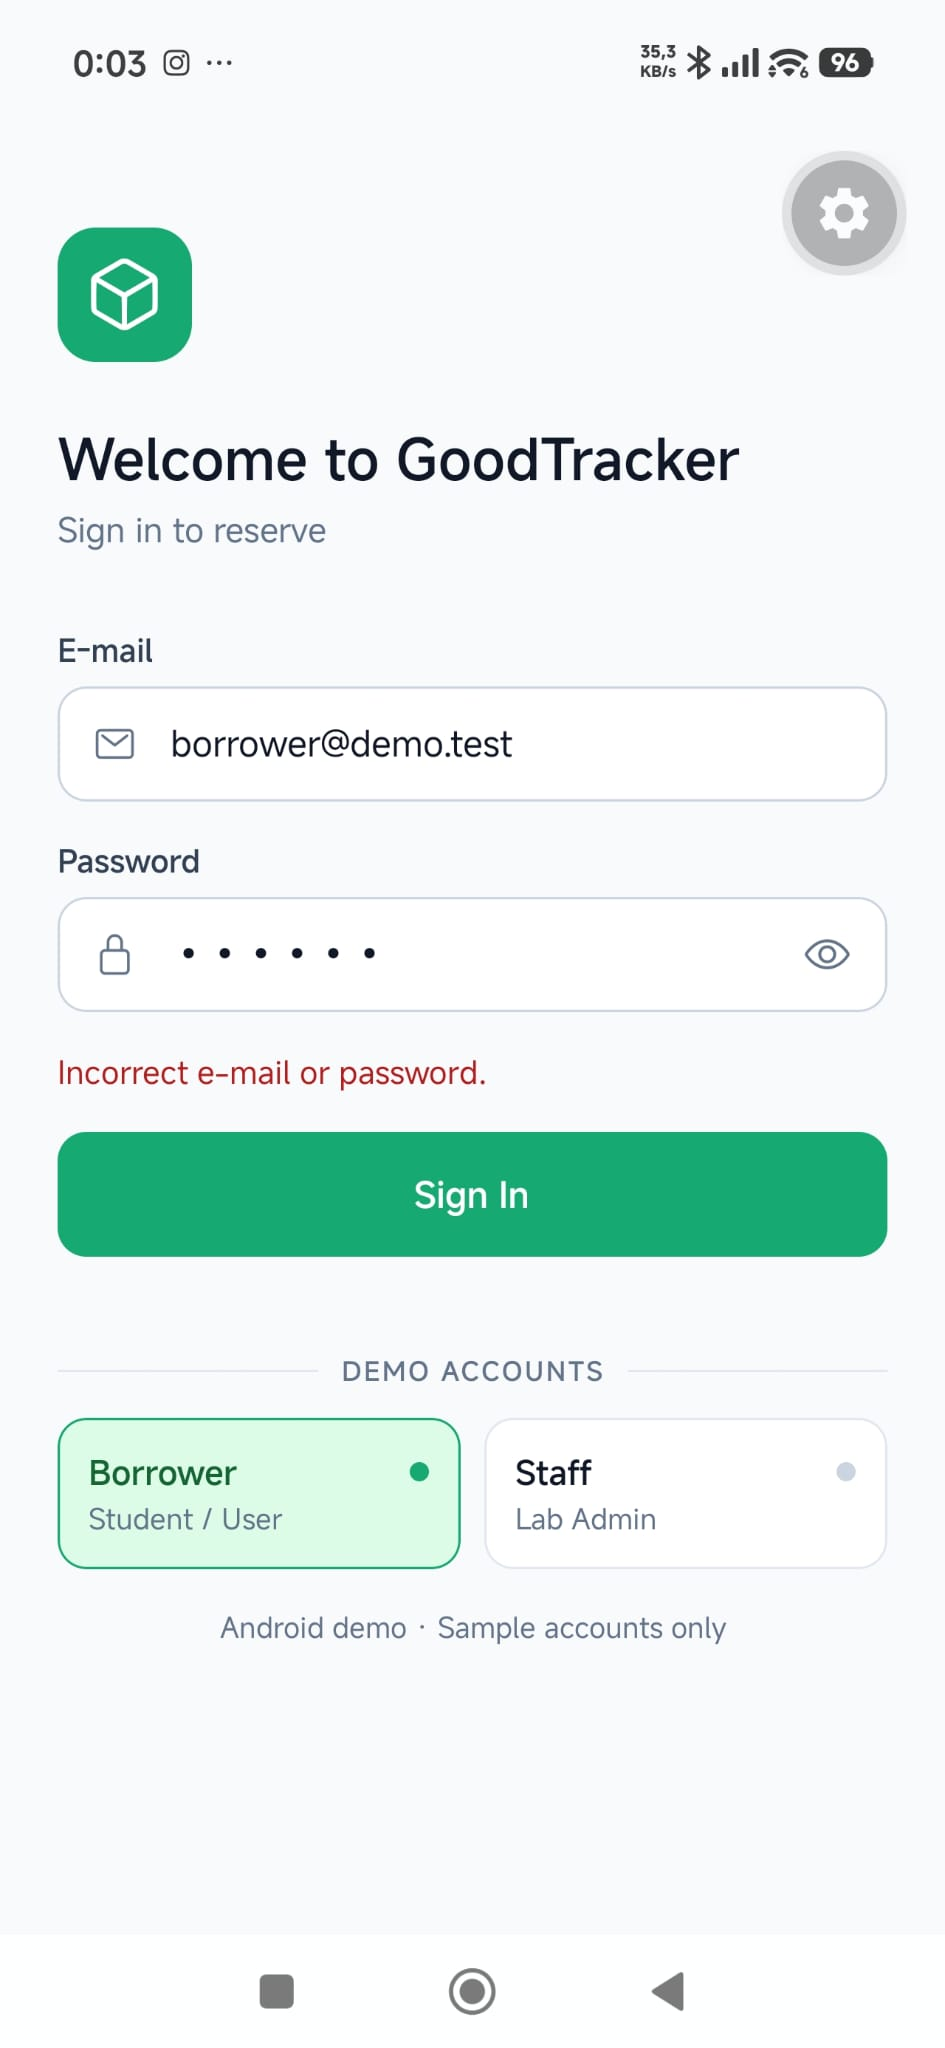 0:03 ...
35,3
KB/s
6
96
Welcome to GoodTracker
Sign in to reserve
E-mail
borrower@demo.test
Password
••••••
Incorrect e-mail or password.
Sign In
DEMO ACCOUNTS
Borrower
Student / User
Staff
Lab Admin
Android demo · Sample accounts only